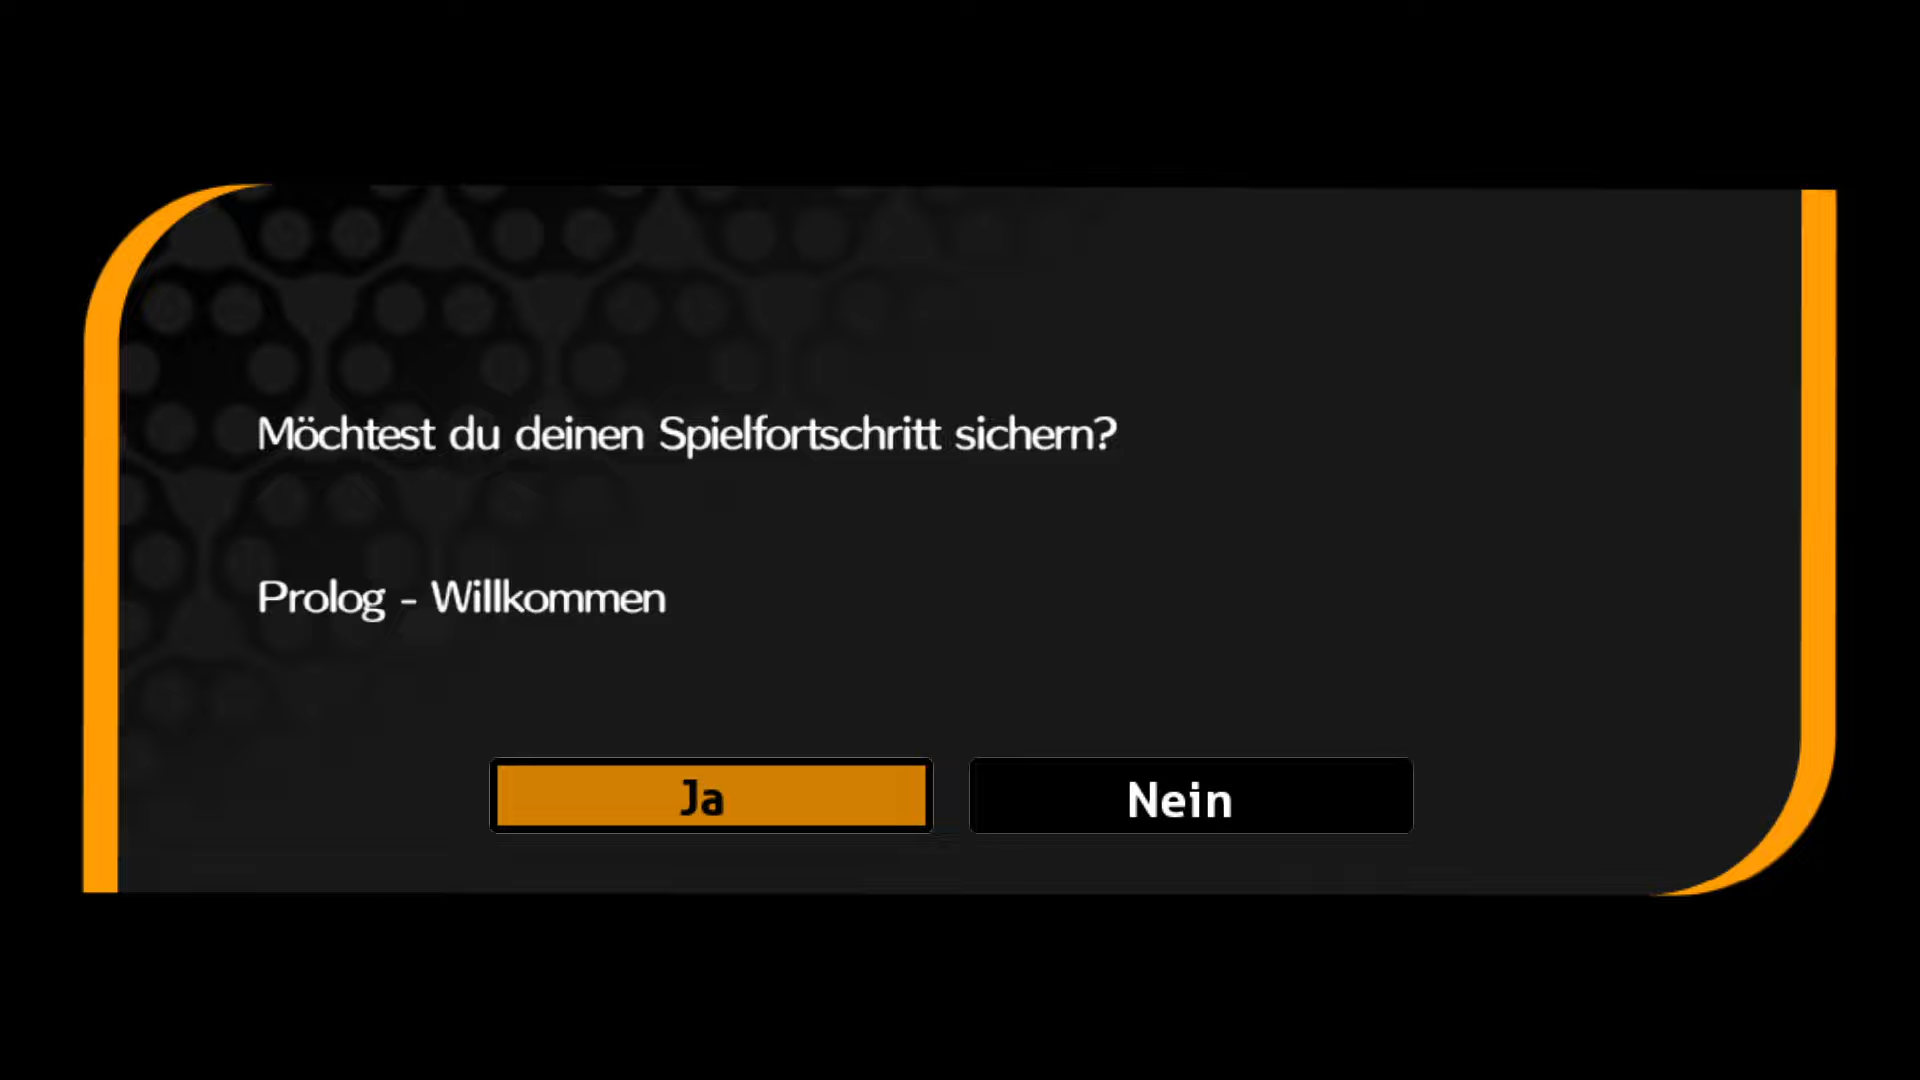 Möchtest du deinen Spielfortschritt sichern?
Prolog - Willkommen
Ja
Nein